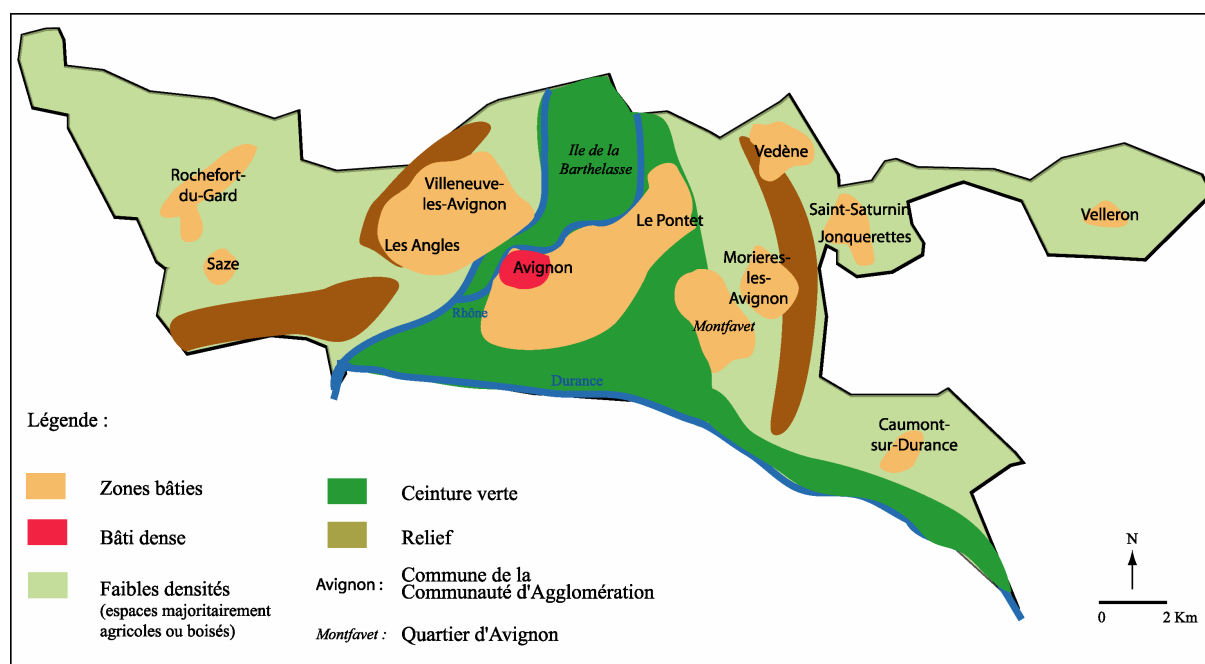 Ile de la
Barthelasse
Vedène
Rochefort-
du-Gard
Villeneuve-
les-Avignon
Saint-Saturnin
Jonquerettes
Velleron
Le Pontet
Les Angles
Saze
Avignon
Morieres-
les-
Avignon
Rhône
Montfavet
Durance
Caumont-
sur-Durance
Légende :
Zones bâties
Bâti dense
Faibles densités
(espaces majoritairement
agricoles ou boisés)
Ceinture verte
Relief
Avignon : Commune de la
Communauté d'Agglomération
Montfavet : Quartier d'Avignon
N
0 2 Km